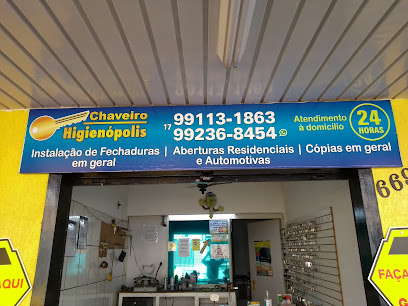 Chaveiro
Higienópolis
17 99113-1863
99236-8454
Atendimento
à domicílio
24
HORAS
Instalação de Fechaduras
em geral
| Aberturas Residenciais |
e Automotivas
Cópias em geral
669
AQUI
FAÇA